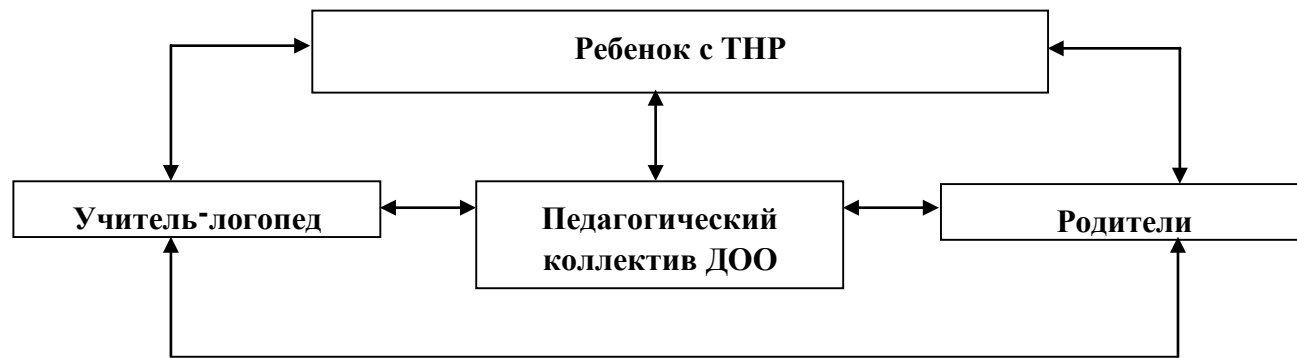 Ребенок с ТНР
Учитель-логопед
Педагогический
коллектив ДОО
Родители